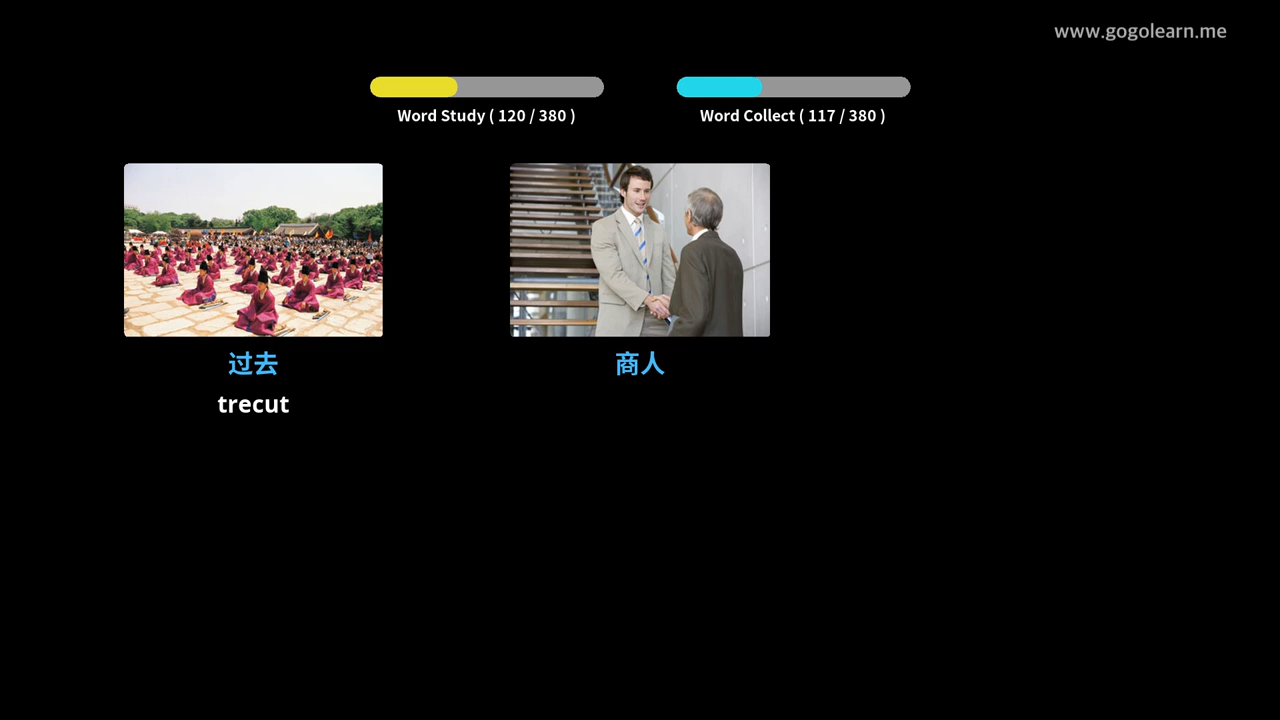 www.gogolearn.me
Word Study ( 120 / 380 )
Word Collect ( 117 / 380 )
过去
trecut
商人